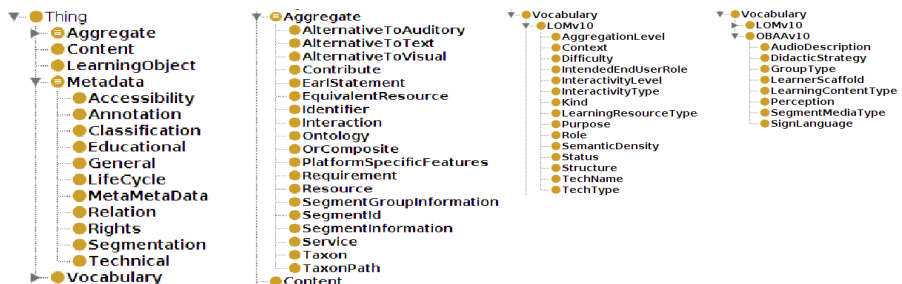 Thing
Aggregate
Content
LearningObject
Metadata
Accessibility
Annotation
Classification
Educational
General
LifeCycle
MetaMetaData
Relation
Rights
Segmentation
Technical
Vocabulary
Aggregate
AlternativeToAuditory
AlternativeToText
AlternativeToVisual
Contribute
EarlStatement
EquivalentResource
Identifier
Interaction
Ontology
OrComposite
PlatformSpecificFeatures
Requirement
Resource
SegmentGroupInformation
SegmentId
SegmentInformation
Service
Taxon
TaxonPath
Content
Vocabulary
LOMv10
AggregationLevel
Context
Difficulty
IntendedEndUserRole
InteractivityLevel
InteractivityType
Kind
LearningResourceType
Purpose
Role
SemanticDensity
Status
Structure
TechName
TechType
Vocabulary
LOMv10
OBAAv10
AudioDescription
DidacticStrategy
GroupType
LearnerScaffold
LearningContentType
Perception
SegmentMediaType
SignLanguage